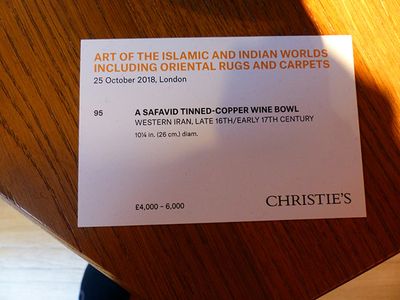 ART OF THE ISLAMIC AND INDIAN WORLDS
INCLUDING ORIENTAL RUGS AND CARPETS
25 October 2018, London
95 A SAFAVID TINNED-COPPER WINE BOWL
WESTERN IRAN, LATE 16TH/EARLY 17TH CENTURY
10¼ in. (26 cm.) diam.
£4,000 – 6,000
CHRISTIE'S